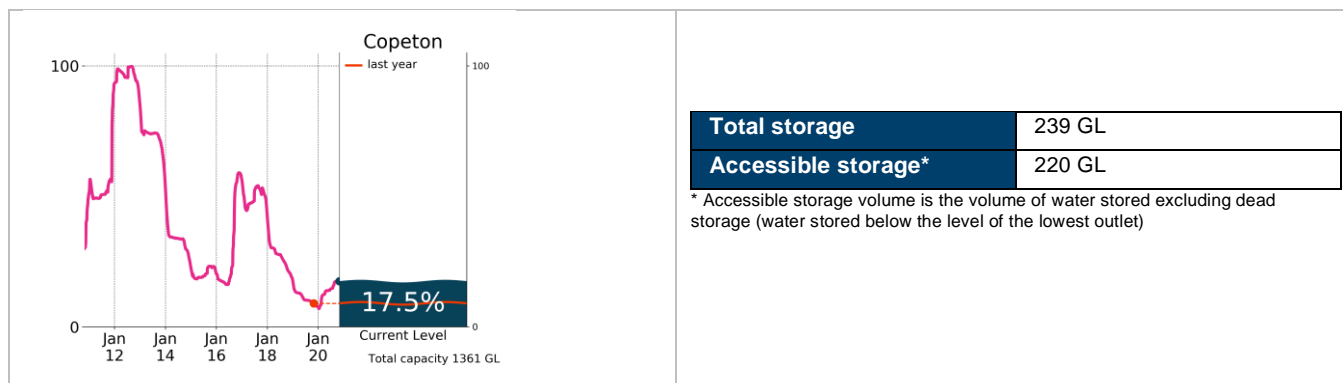 Copeton
last year
100
100
17.5%
0
0
Jan Jan Jan Jan Jan
12 14 16 18 20
Current Level
Total capacity 1361 GL
Total storage 239 GL
Accessible storage* 220 GL
* Accessible storage volume is the volume of water stored excluding dead
storage (water stored below the level of the lowest outlet)